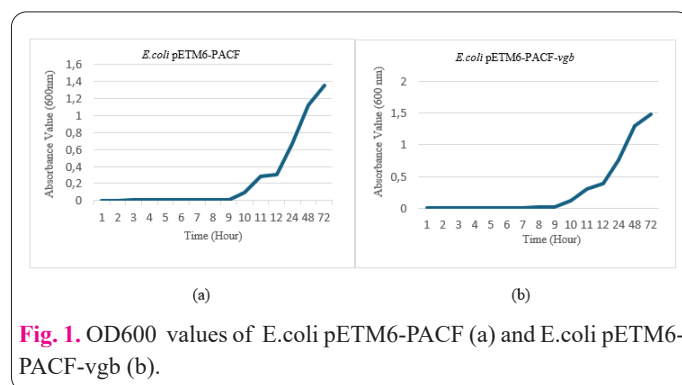 E.coli pETM6-PACF
Absorbance Value (600nm)
1,6
1,4
1,2
1
0,8
0,6
0,4
0,2
0
1 2 3 4 5 6 7 8 9 10 11 12 24 48 72
Time (Hour)
(a)
E.coli pETM6-PACF-vgb
Absorbance Value (600 nm)
2
1,5
1
0,5
0
1 2 3 4 5 6 7 8 9 10 11 12 24 48 72
Time (Hour)
(b)
Fig. 1. OD600 values of E.coli pETM6-PACF (a) and E.coli pETM6-
PACF-vgb (b).